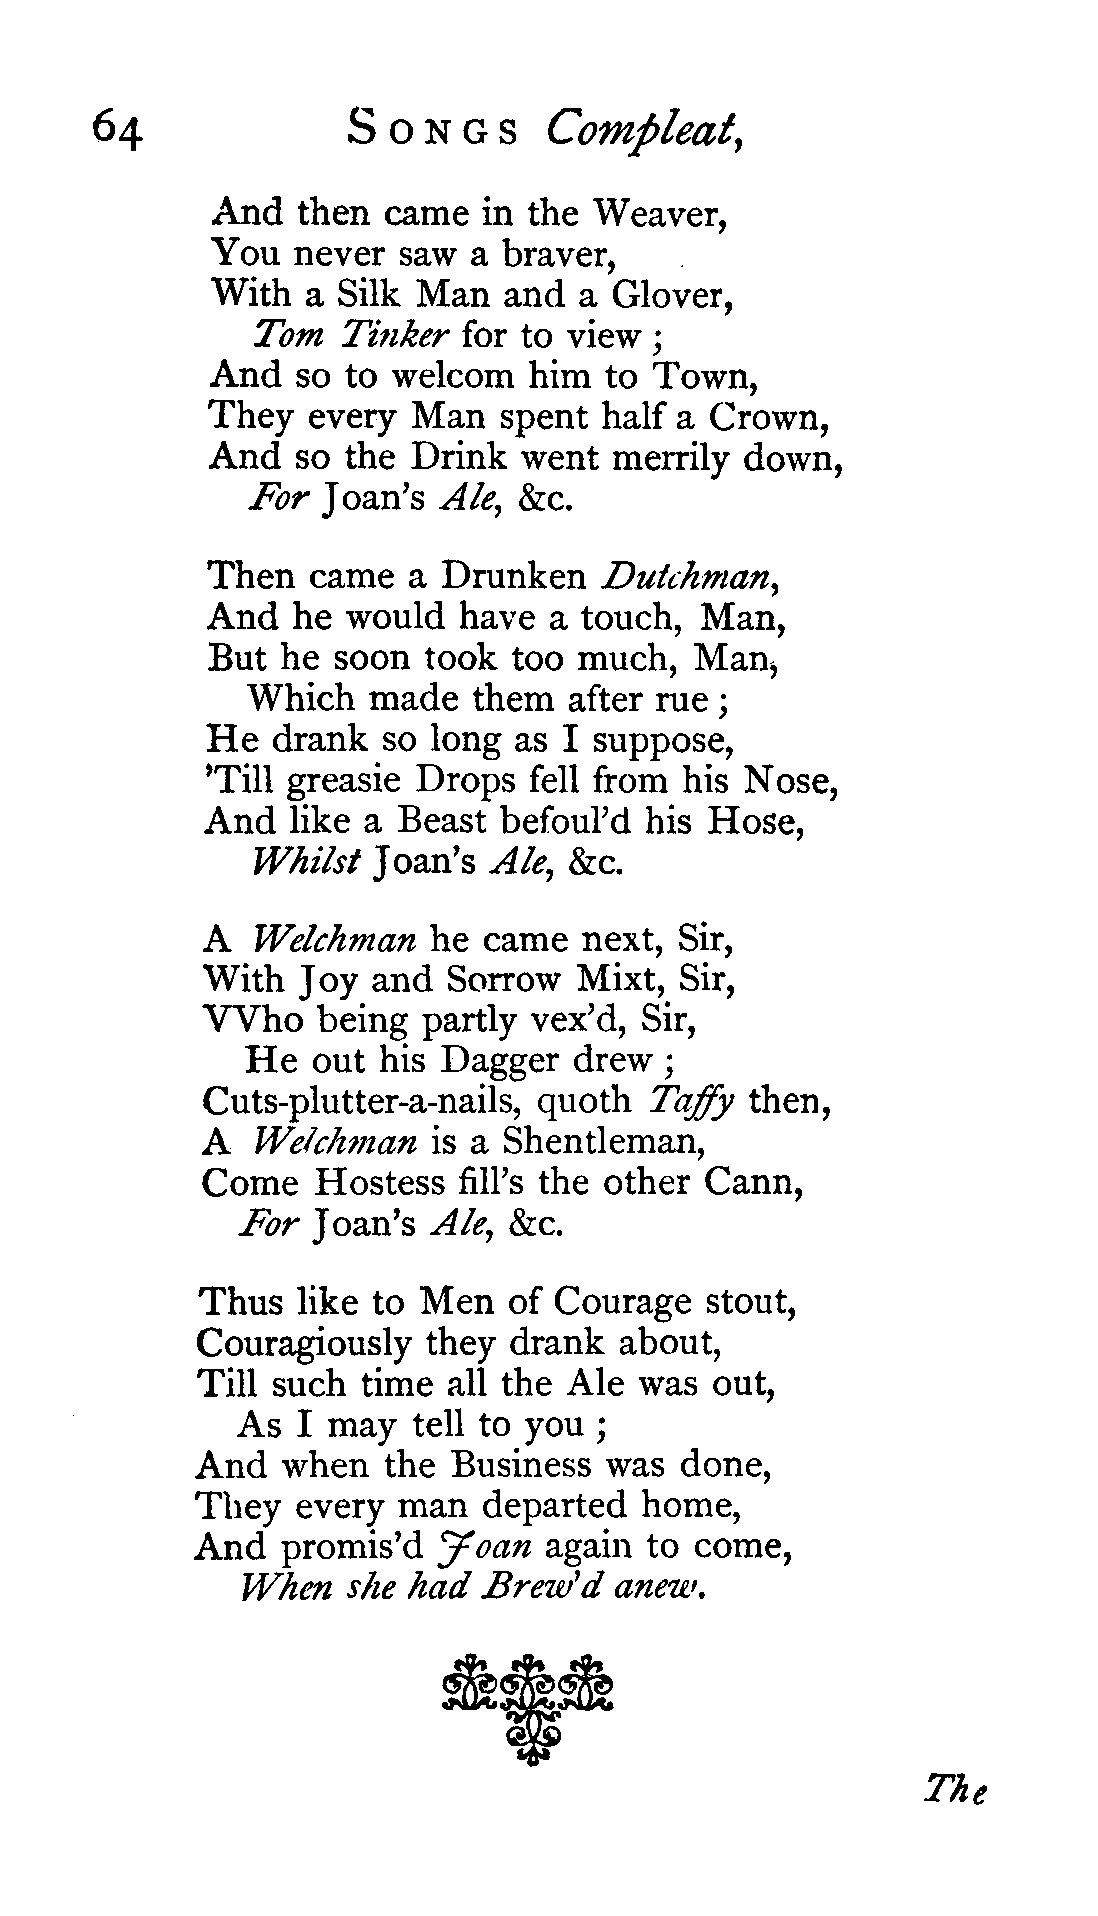 64 SONGS Compleat,
And then came in the Weaver,
You never saw a braver,
With a Silk Man and a Glover,
Tom Tinker for to view ;
And so to welcom him to Town,
They every Man spent half a Crown,
And so the Drink went merrily down,
For Joan's Ale, &c.
Then came a Drunken Dutchman,
And he would have a touch, Man,
But he soon took too much, Man,
Which made them after rue ;
He drank so long as I suppose,
'Till greasie Drops fell from his Nose,
And like a Beast befoul'd his Hose,
Whilst Joan's Ale, &c.
A Welchman he came next, Sir,
With Joy and Sorrow Mixt, Sir,
VVho being partly vex'd, Sir,
He out his Dagger drew ;
Cuts-plutter-a-nails, quoth Taffy then,
A Welchman is a Shentleman,
Come Hostess fill's the other Cann,
For Joan's Ale, &c.
Thus like to Men of Courage stout,
Couragiously they drank about,
Till such time all the Ale was out,
As I may tell to you ;
And when the Business was done,
They every man departed home,
And promis'd Joan again to come,
When she had Brew'd anew.
The